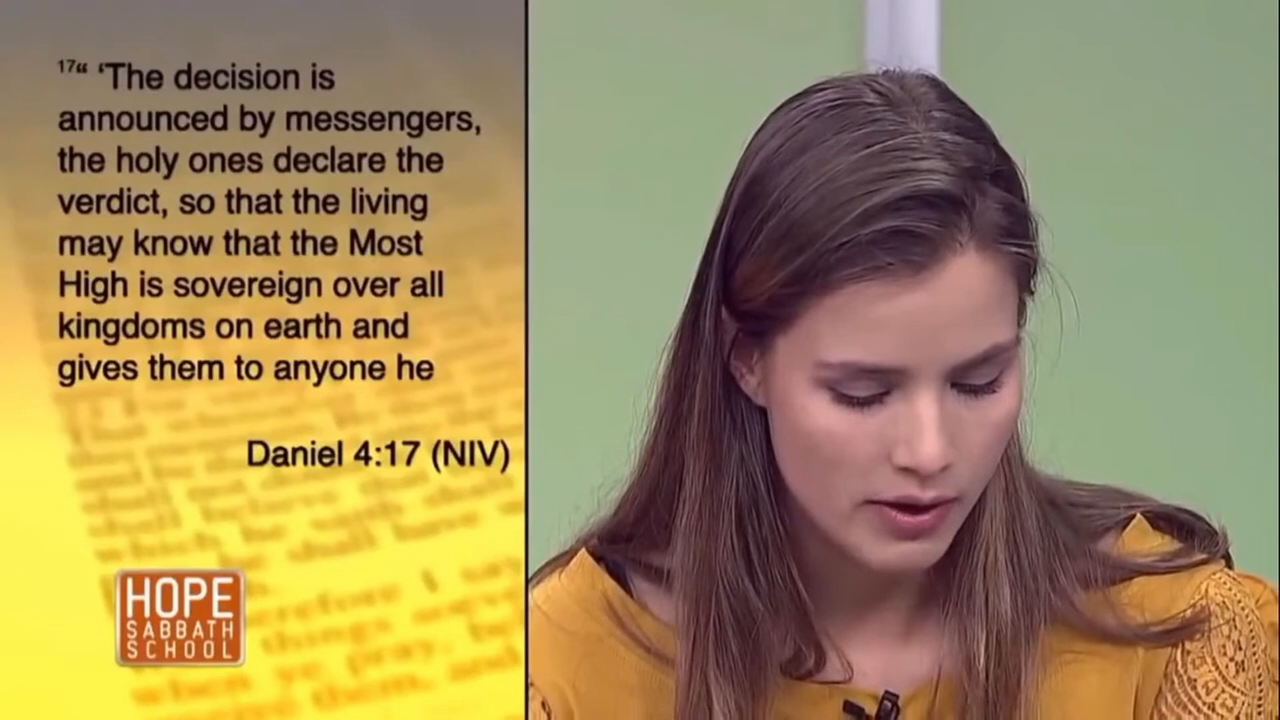 17“ ‘The decision is
announced by messengers,
the holy ones declare the
verdict, so that the living
may know that the Most
High is sovereign over all
kingdoms on earth and
gives them to anyone he
Daniel 4:17 (NIV)
HOPE
SABBATH
SCHOOL